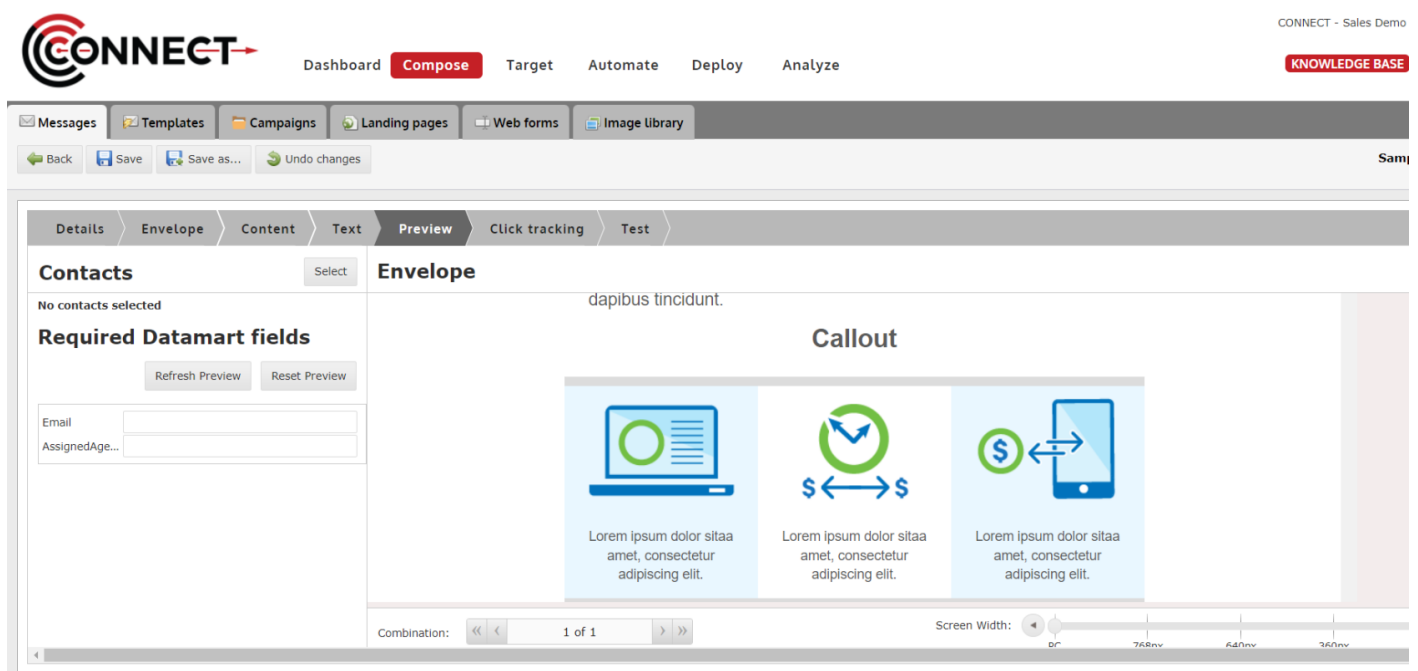 CONNECT - Sales Demo
CONNECT
Dashboard Compose Target Automate Deploy Analyze
KNOWLEDGE BASE
Messages Templates Campaigns Landing pages Web forms Image library
Back Save Save as... Undo changes
Details Envelope Content Text Preview Click tracking Test
Contacts Select
No contacts selected
Required Datamart fields
Refresh Preview Reset Preview
Email
AssignedAge...
Envelope
dapibus tincidunt.
Callout
$ $
$
Lorem ipsum dolor sitaa
amet, consectetur
adipiscing elit.
Lorem ipsum dolor sitaa
amet, consectetur
adipiscing elit.
Lorem ipsum dolor sitaa
amet, consectetur
adipiscing elit.
Combination: 1 of 1
Screen Width:
PC 768px 640px 360px